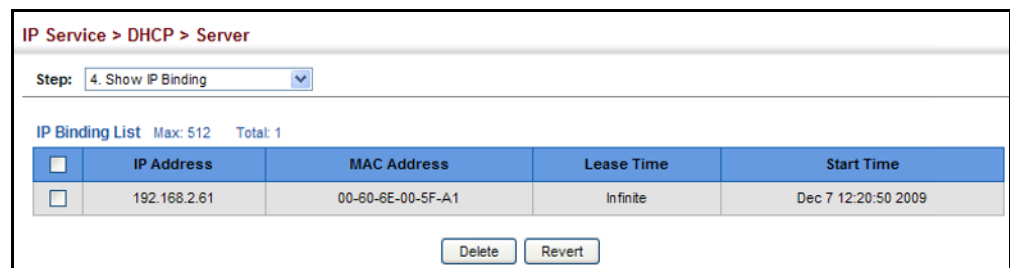 IP Service > DHCP > Server
Step: 4. Show IP Binding
IP Binding List Max: 512 Total: 1
IP Address MAC Address Lease Time Start Time
192.168.2.61 00-60-6E-00-5F-A1 Infinite Dec 7 12:20:50 2009
Delete Revert